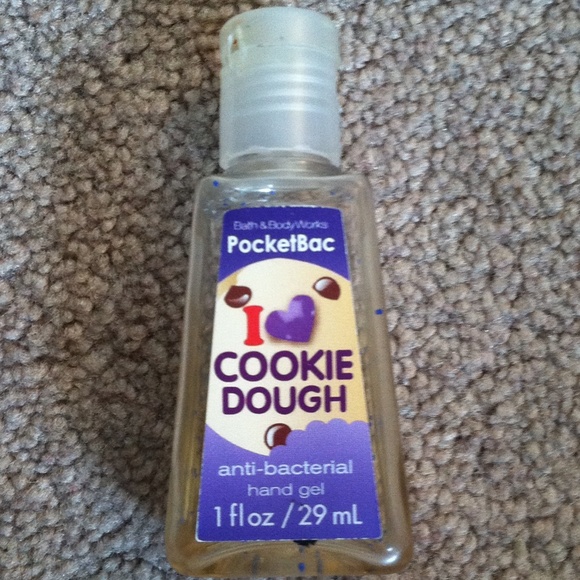 Bath & Body Works
PocketBac
I
COOKIE
DOUGH
anti-bacterial
hand gel
1 fl oz / 29 mL